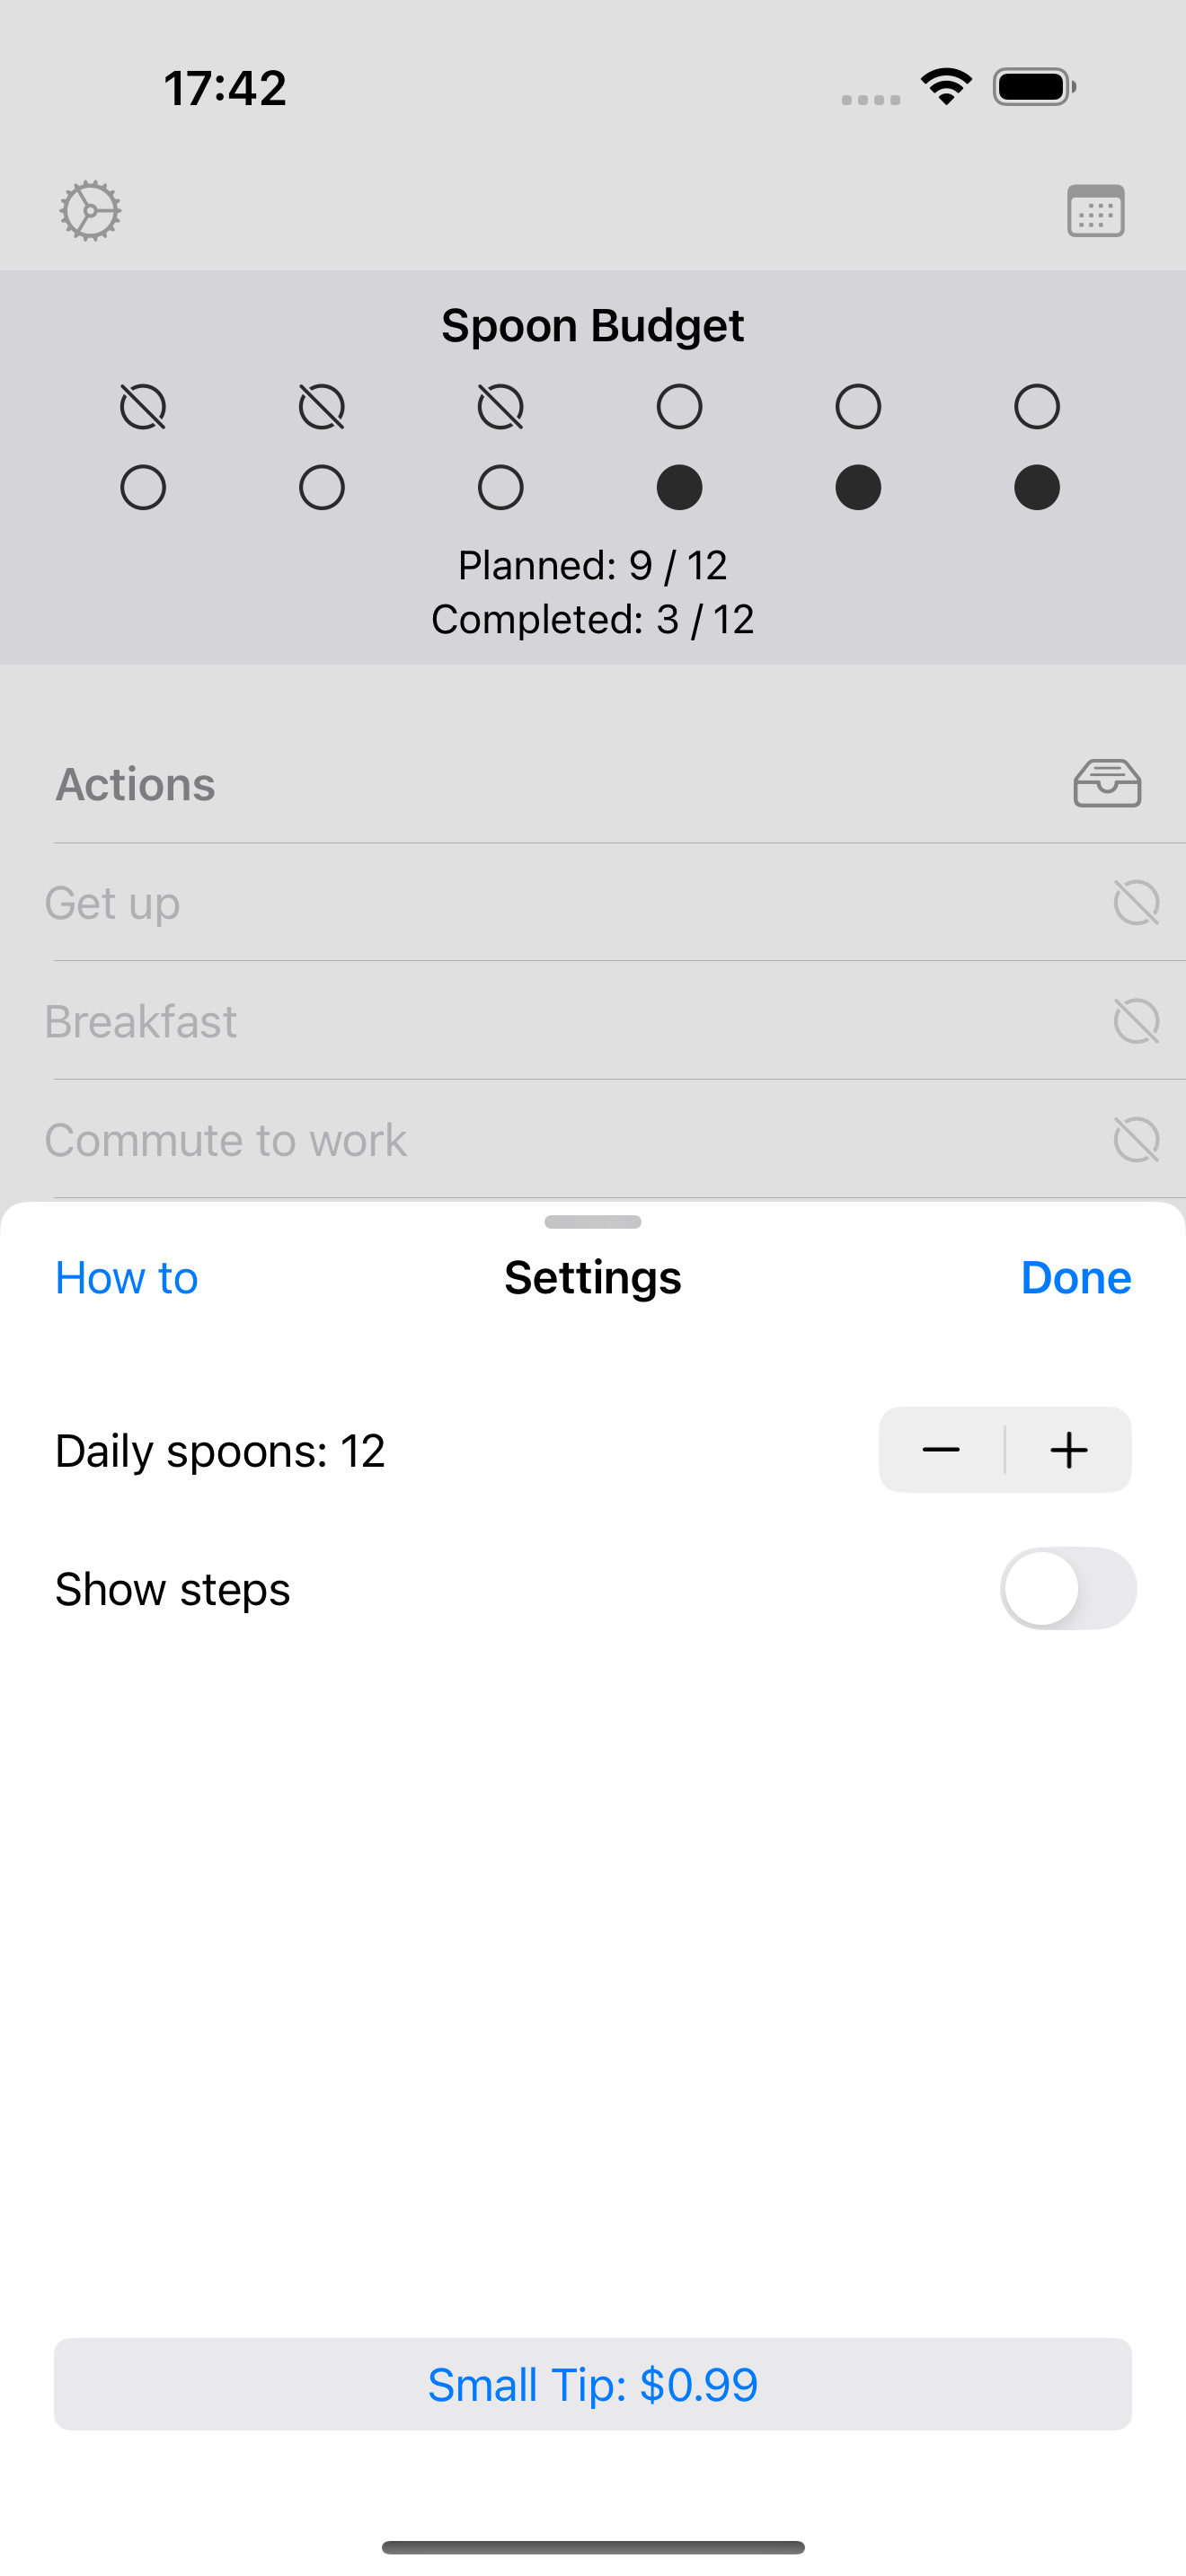 17:42
Spoon Budget
Planned: 9 / 12
Completed: 3 / 12
Actions
Get up
Breakfast
Commute to work
How to Settings Done
Daily spoons: 12
Show steps
Small Tip: $0.99